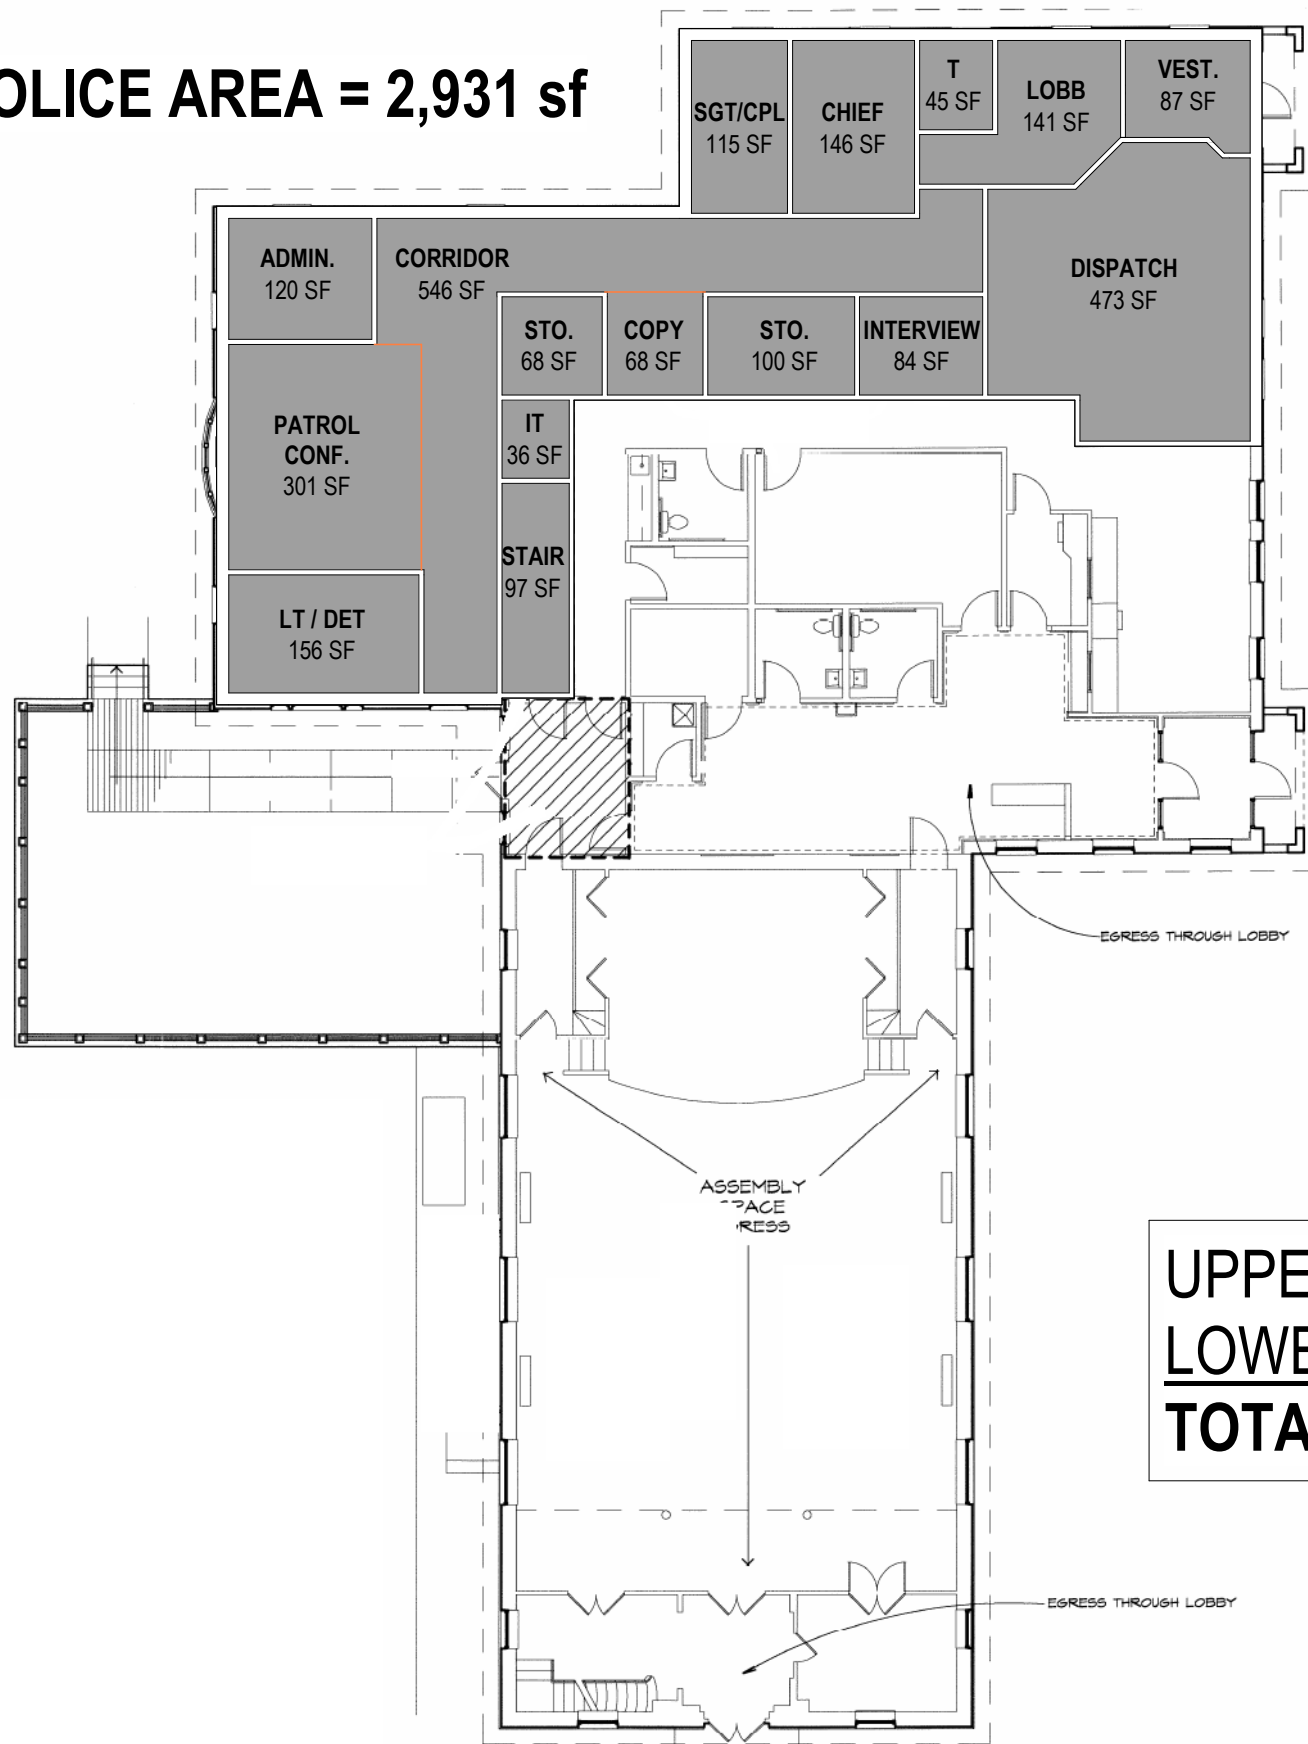 OLICE AREA = 2,931 sf
SGT/CPL
115 SF
CHIEF
146 SF
T
45 SF
LOBB
141 SF
VEST.
87 SF
ADMIN.
120 SF
CORRIDOR
546 SF
DISPATCH
473 SF
STO.
68 SF
COPY
68 SF
STO.
100 SF
INTERVIEW
84 SF
PATROL
CONF.
301 SF
IT
36 SF
STAIR
97 SF
LT / DET
156 SF
EGRESS THROUGH LOBBY
ASSEMBLY
PACE
RESS
UPPE
LOWE
TOTA
EGRESS THROUGH LOBBY